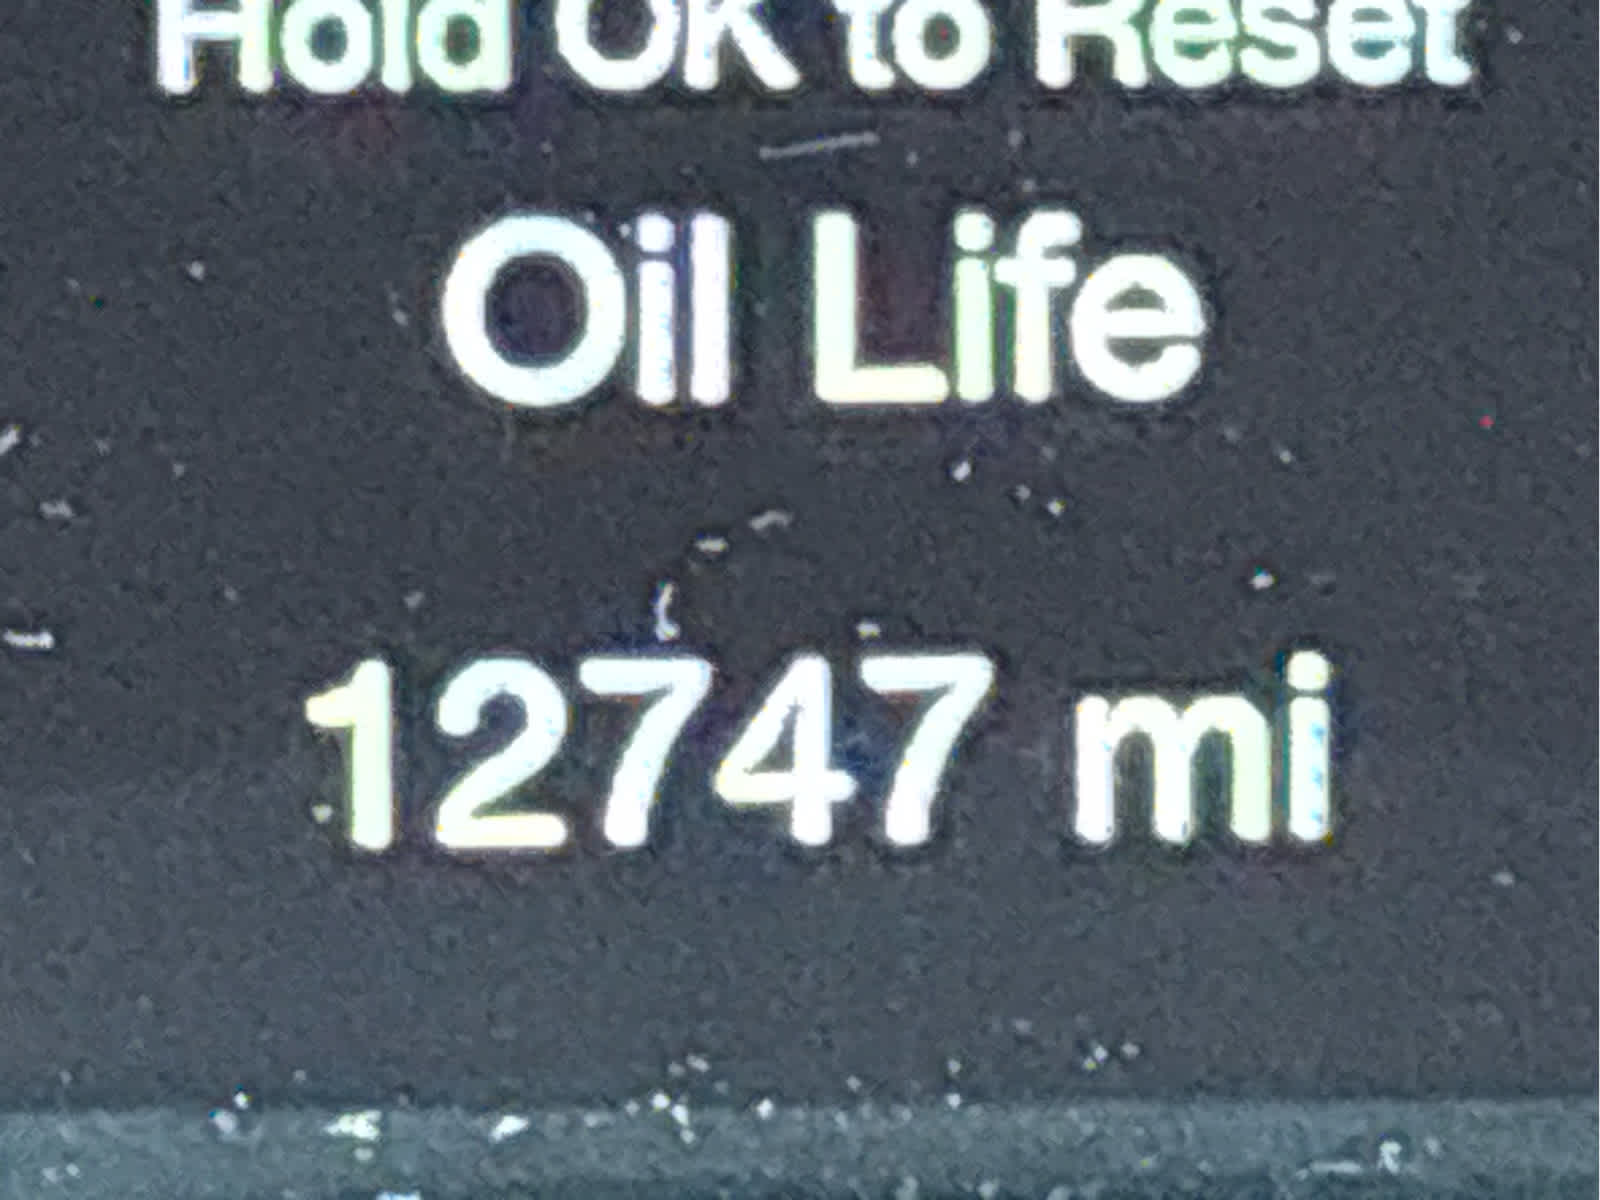 Hold OK to Reset
Oil Life
12747 mi